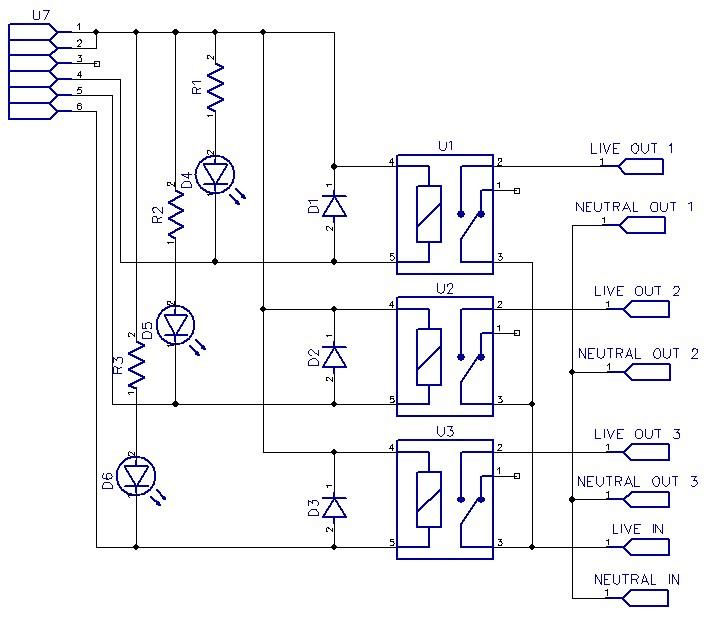 U7
1
2
3
4
5
6
R1
2
1
D4
2
1
R2
2
1
D5
2
1
R3
2
1
D6
2
1
D1
1
2
U1
4
5
2
1
3
LIVE OUT 1
1
NEUTRAL OUT 1
1
D2
1
2
U2
4
5
2
1
3
LIVE OUT 2
1
NEUTRAL OUT 2
1
D3
1
2
U3
4
5
2
1
3
LIVE OUT 3
1
NEUTRAL OUT 3
1
LIVE IN
1
NEUTRAL IN
1